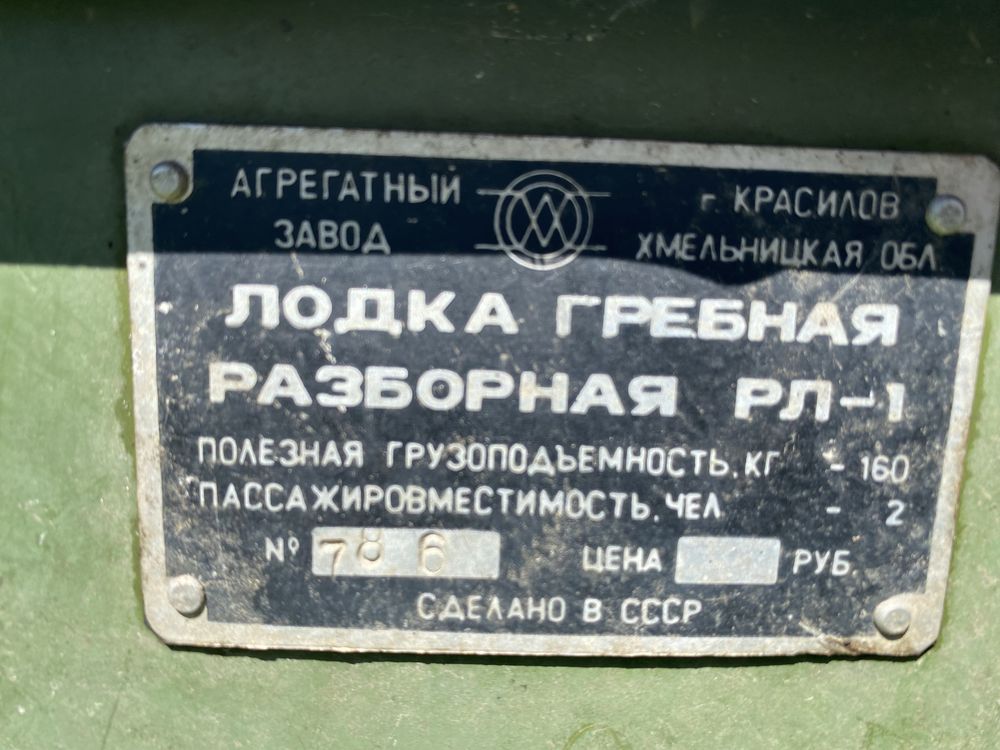 АГРЕГАТНЫЙ
ЗАВОД
г. КРАСИЛОВ
ХМЕЛЬНИЦКАЯ ОБЛ
ЛОДКА ГРЕБНАЯ
РАЗБОРНАЯ РЛ-1
ПОЛЕЗНАЯ ГРУЗОПОДЪЕМНОСТЬ, КГ - 160
ПАССАЖИРОВМЕСТИМОСТЬ, ЧЕЛ - 2
№ 786 ЦЕНА РУБ.
СДЕЛАНО В СССР